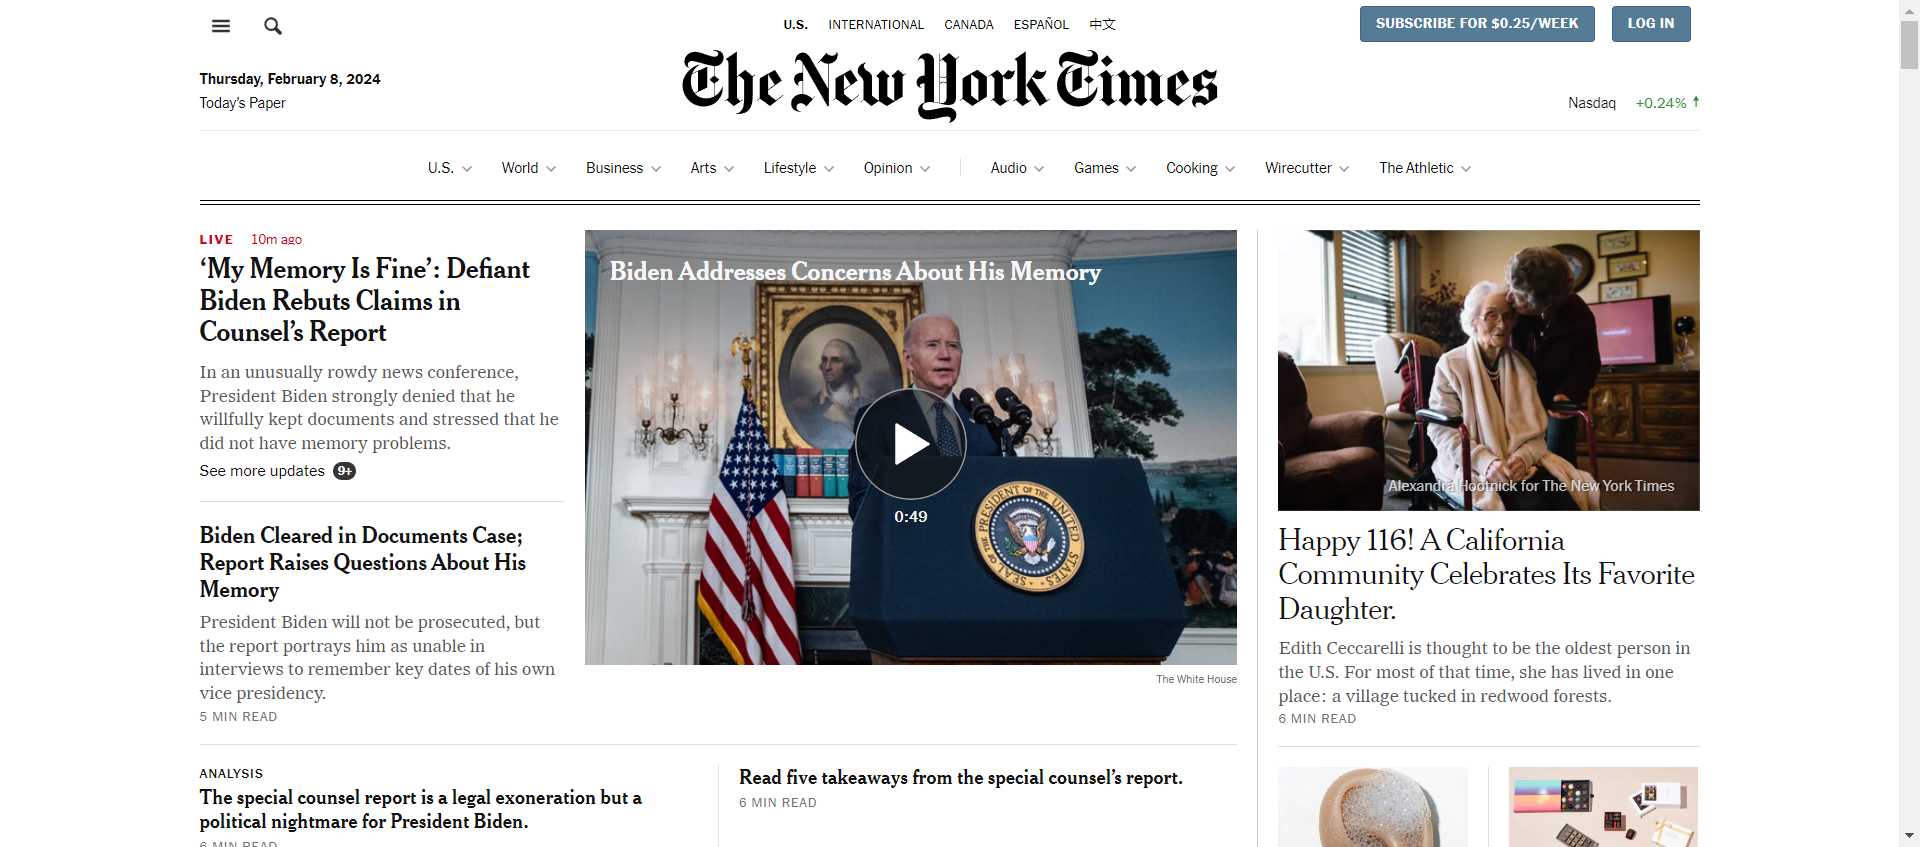 U.S. INTERNATIONAL CANADA ESPAÑOL 中文
SUBSCRIBE FOR $0.25/WEEK
LOG IN
Thursday, February 8, 2024
Today's Paper
The New York Times
Nasdaq +0.24%
U.S. World Business Arts Lifestyle Opinion Audio Games Cooking Wirecutter The Athletic
LIVE 10m ago
‘My Memory Is Fine’: Defiant
Biden Rebuts Claims in
Counsel’s Report
In an unusually rowdy news conference,
President Biden strongly denied that he
willfully kept documents and stressed that he
did not have memory problems.
See more updates 9+
Biden Cleared in Documents Case;
Report Raises Questions About His
Memory
President Biden will not be prosecuted, but
the report portrays him as unable in
interviews to remember key dates of his own
vice presidency.
5 MIN READ
Biden Addresses Concerns About His Memory
0:49
SEAL OF THE PRESIDENT OF THE UNITED STATES
The White House
Alexandra Hootnick for The New York Times
Happy 116! A California
Community Celebrates Its Favorite
Daughter.
Edith Ceccarelli is thought to be the oldest person in
the U.S. For most of that time, she has lived in one
place: a village tucked in redwood forests.
6 MIN READ
ANALYSIS
The special counsel report is a legal exoneration but a
political nightmare for President Biden.
6 MIN READ
Read five takeaways from the special counsel’s report.
6 MIN READ